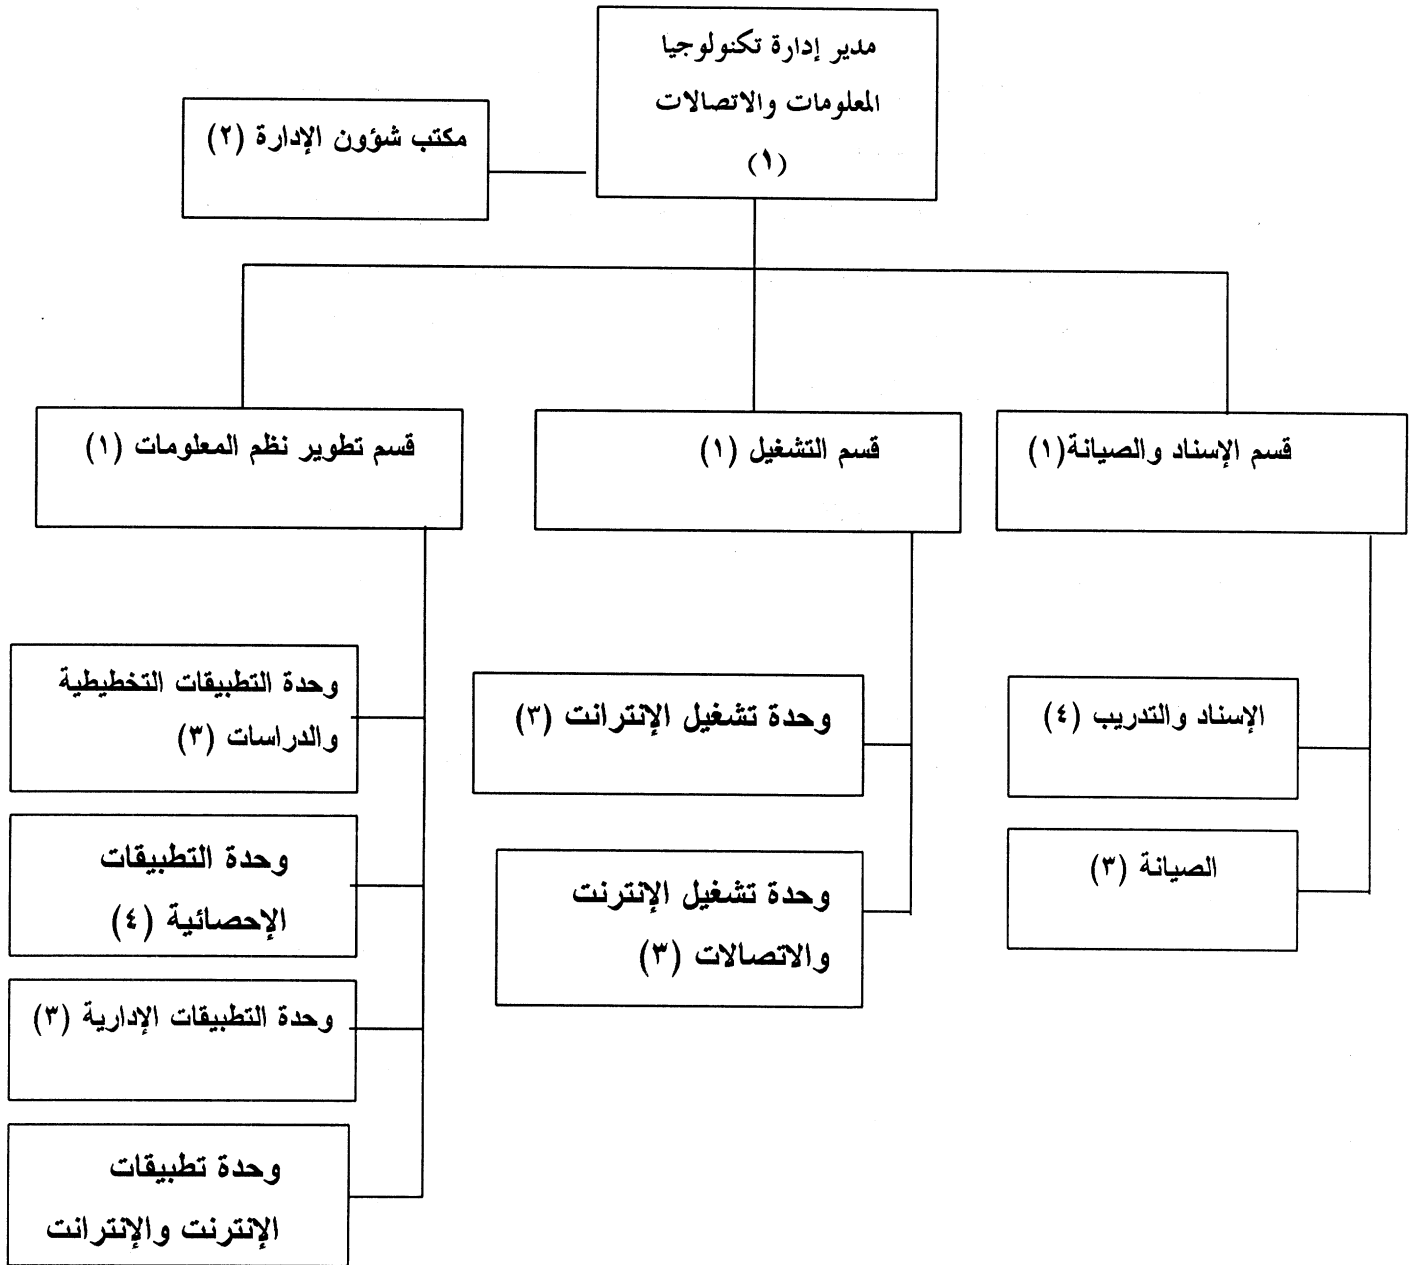 مدير إدارة تكنولوجيا
المعلومات والاتصالات
(١)
مكتب شؤون الإدارة (٢)
قسم الإسناد والصيانة(١)
قسم التشغيل (١)
قسم تطوير نظم المعلومات (١)
الإسناد والتدريب (٤)
الصيانة (٣)
وحدة تشغيل الإنترانت (٣)
وحدة تشغيل الإنترنت
والاتصالات (٣)
وحدة التطبيقات التخطيطية
والدراسات (٣)
وحدة التطبيقات
الإحصائية (٤)
وحدة التطبيقات الإدارية (٣)
وحدة تطبيقات
الإنترنت والإنترانت